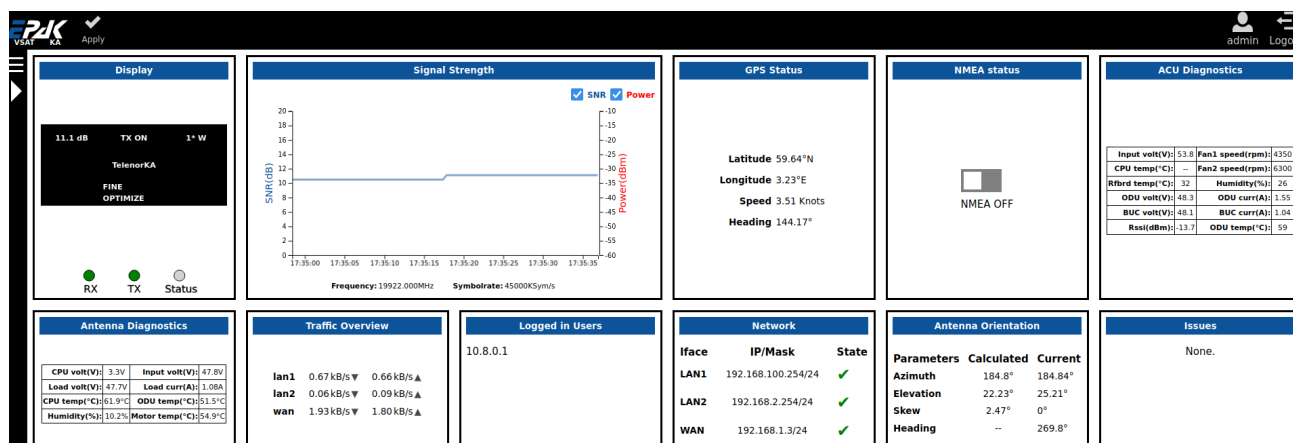 EPAK
VSAT KA
Apply
admin Logo
Display
11.1 dB TX ON 1* W
TelenorKA
FINE
OPTIMIZE
RX TX Status
Signal Strength
SNR Power
20
18
16
14
12
10
8
6
4
2
0
SNR(dB)
-10
-15
-20
-25
-30
-35
-40
-45
-50
-55
-60
Power(dBm)
17:35:00 17:35:05 17:35:10 17:35:15 17:35:20 17:35:25 17:35:30 17:35:35
Frequency: 19922.000MHz Symbolrate: 45000KSym/s
GPS Status
Latitude 59.64°N
Longitude 3.23°E
Speed 3.51 Knots
Heading 144.17°
NMEA status
NMEA OFF
ACU Diagnostics
Input volt(V): 53.8 Fan1 speed(rpm): 4350
CPU temp(°C): -- Fan2 speed(rpm): 6300
Rfbrd temp(°C): 32 Humidity(%): 26
ODU volt(V): 48.3 ODU curr(A): 1.55
BUC volt(V): 48.1 BUC curr(A): 1.04
Rssi(dBm): -13.7 ODU temp(°C): 59
Antenna Diagnostics
CPU volt(V): 3.3V Input volt(V): 47.8V
Load volt(V): 47.7V Load curr(A): 1.08A
CPU temp(°C): 61.9°C ODU temp(°C): 51.5°C
Humidity(%): 10.2% Motor temp(°C): 54.9°C
Traffic Overview
lan1 0.67 kB/s▼ 0.66 kB/s▲
lan2 0.06 kB/s▼ 0.09 kB/s▲
wan 1.93 kB/s▼ 1.80 kB/s▲
Logged in Users
10.8.0.1
Network
Iface IP/Mask State
LAN1 192.168.100.254/24 ✔
LAN2 192.168.2.254/24 ✔
WAN 192.168.1.3/24 ✔
Antenna Orientation
Parameters Calculated Current
Azimuth 184.8° 184.84°
Elevation 22.23° 25.21°
Skew 2.47° 0°
Heading -- 269.8°
Issues
None.